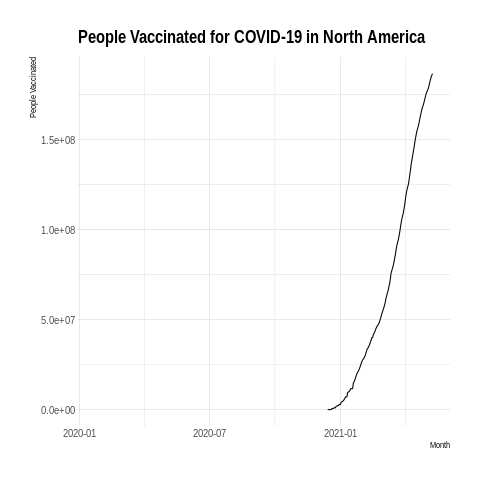 People Vaccinated for COVID-19 in North America
People Vaccinated
1.5e+08
1.0e+08
5.0e+07
0.0e+00
2020-01
2020-07
2021-01
Month